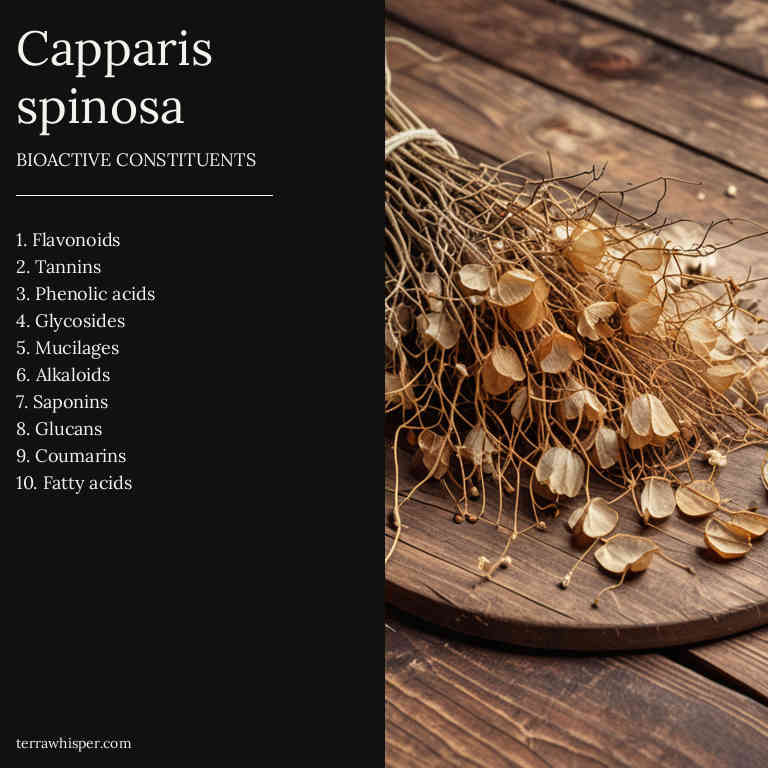 Capparis
spinosa
BIOACTIVE CONSTITUENTS
1. Flavonoids
2. Tannins
3. Phenolic acids
4. Glycosides
5. Mucilages
6. Alkaloids
7. Saponins
8. Glucans
9. Coumarins
10. Fatty acids
terrawhisper.com